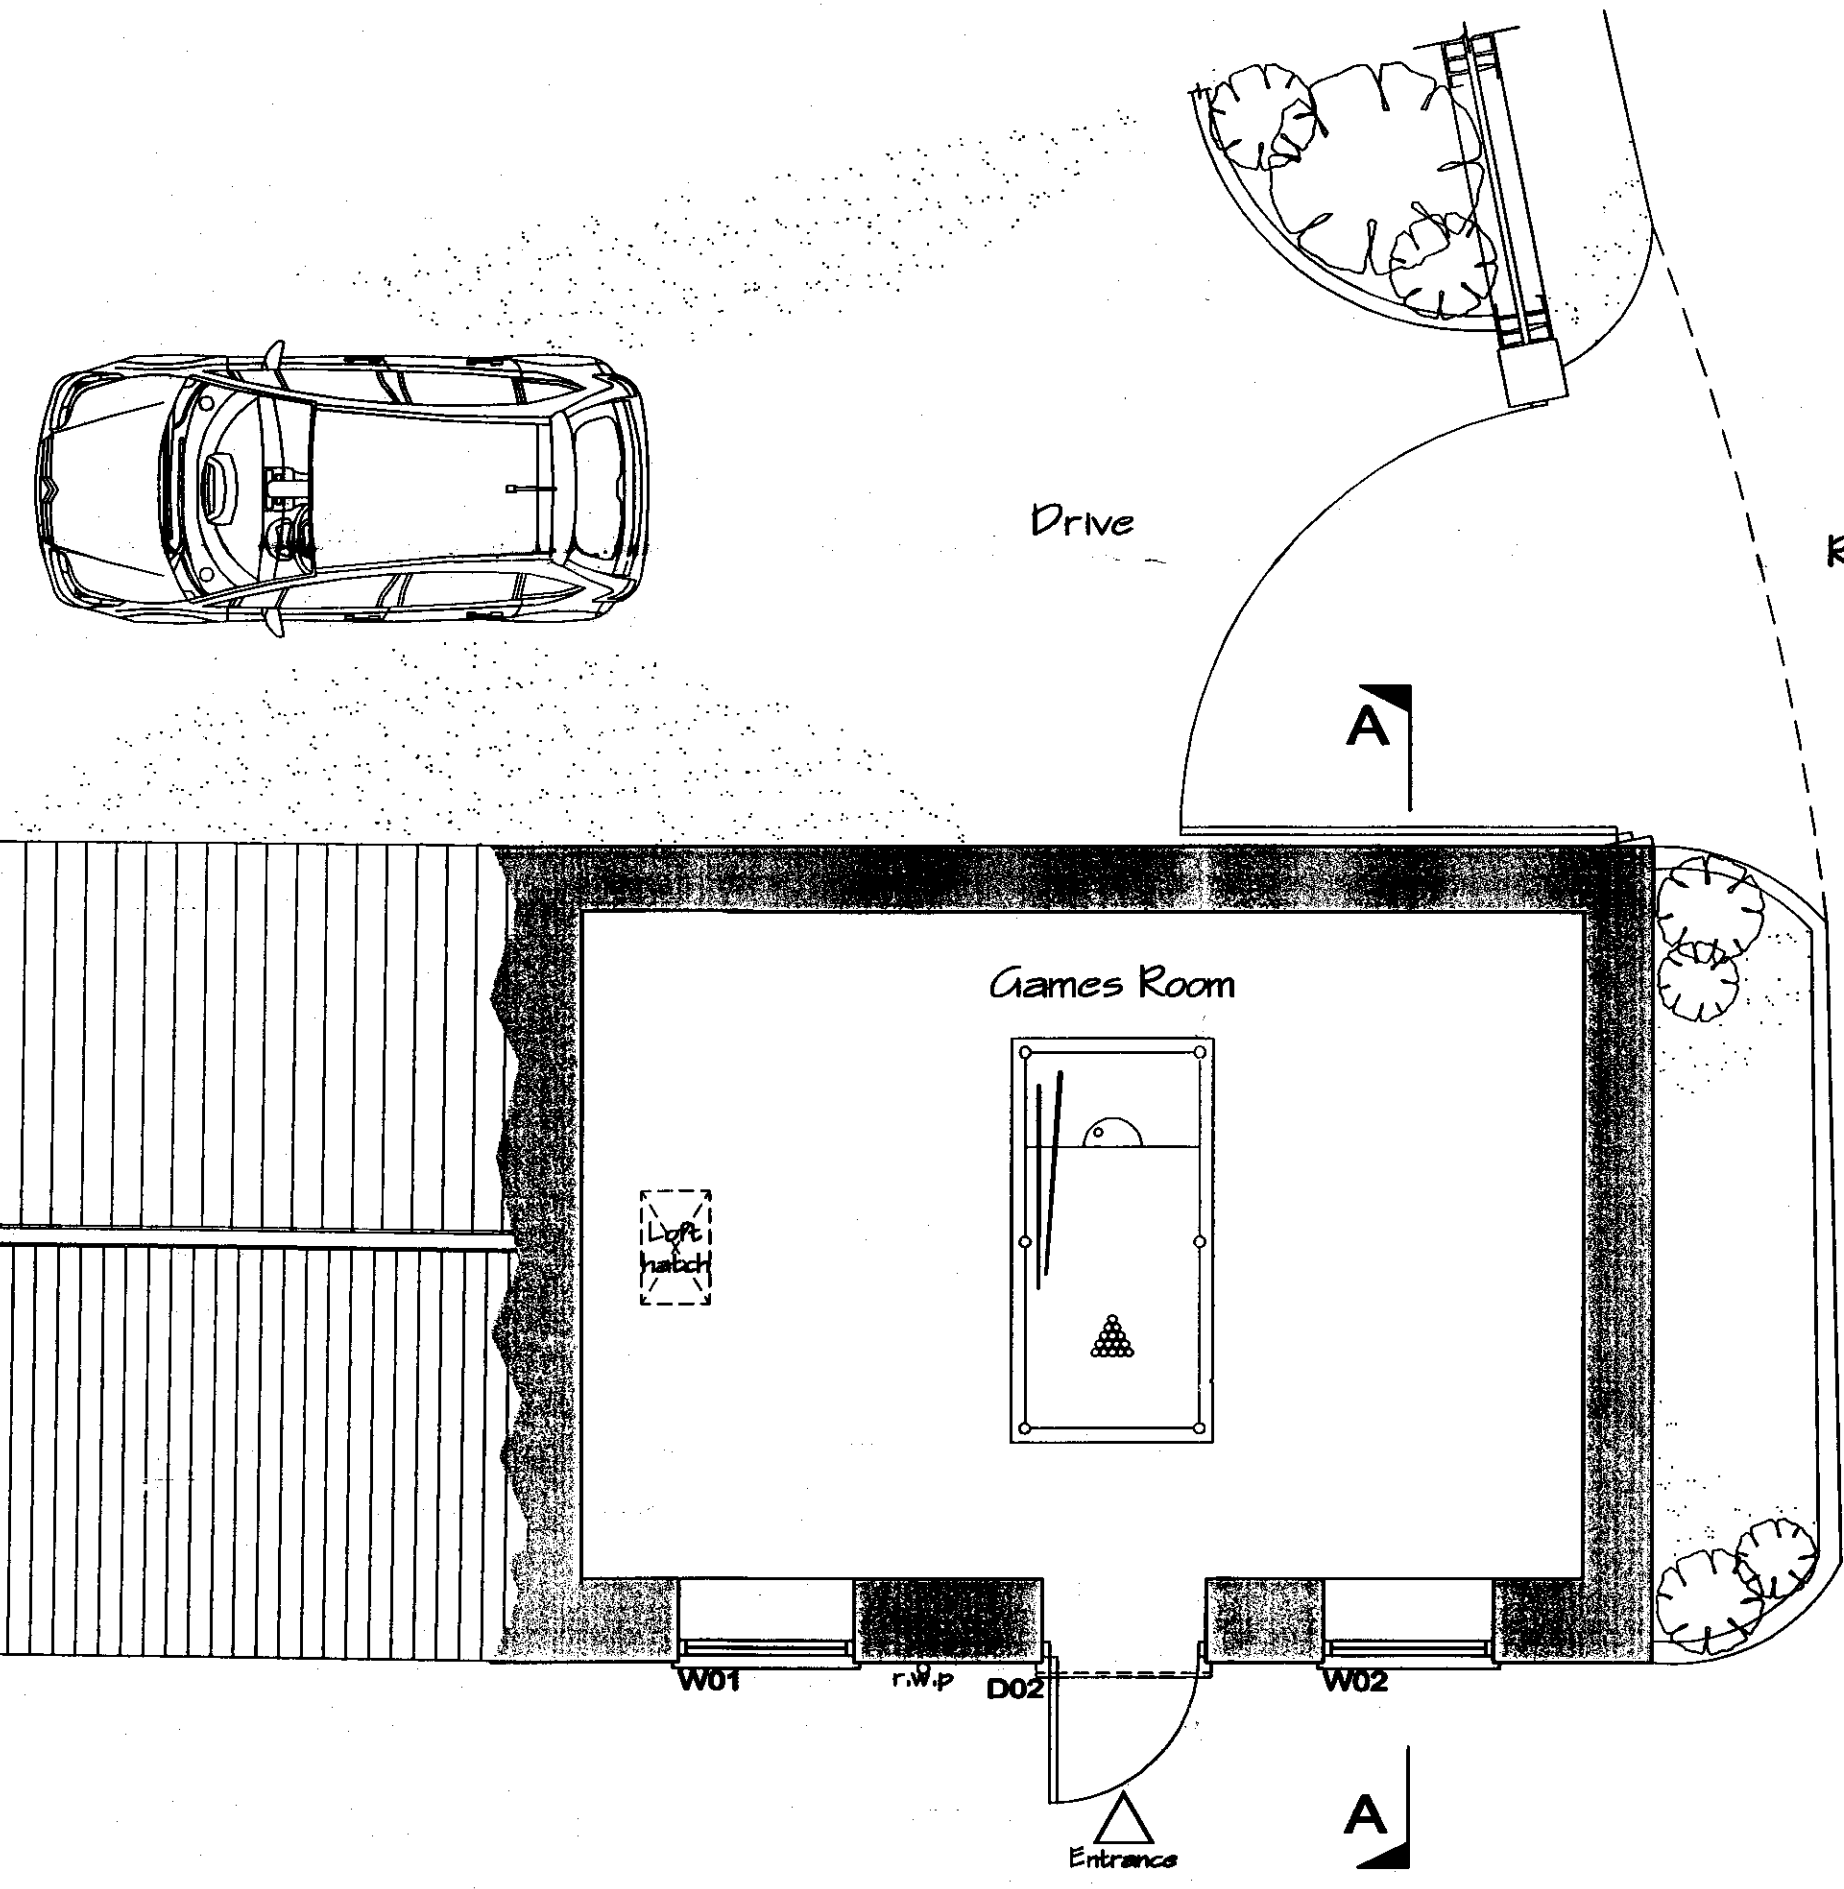 Drive
A
Games Room
Loft
hatch
W01
r.w.p
D02
W02
A
Entrance